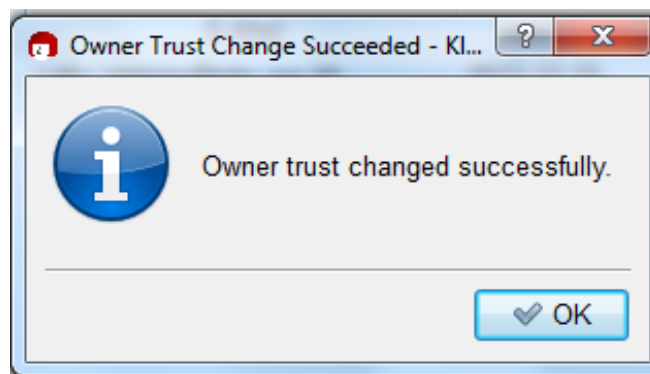 Owner Trust Change Succeeded - Kl...
?
Owner trust changed successfully.
OK